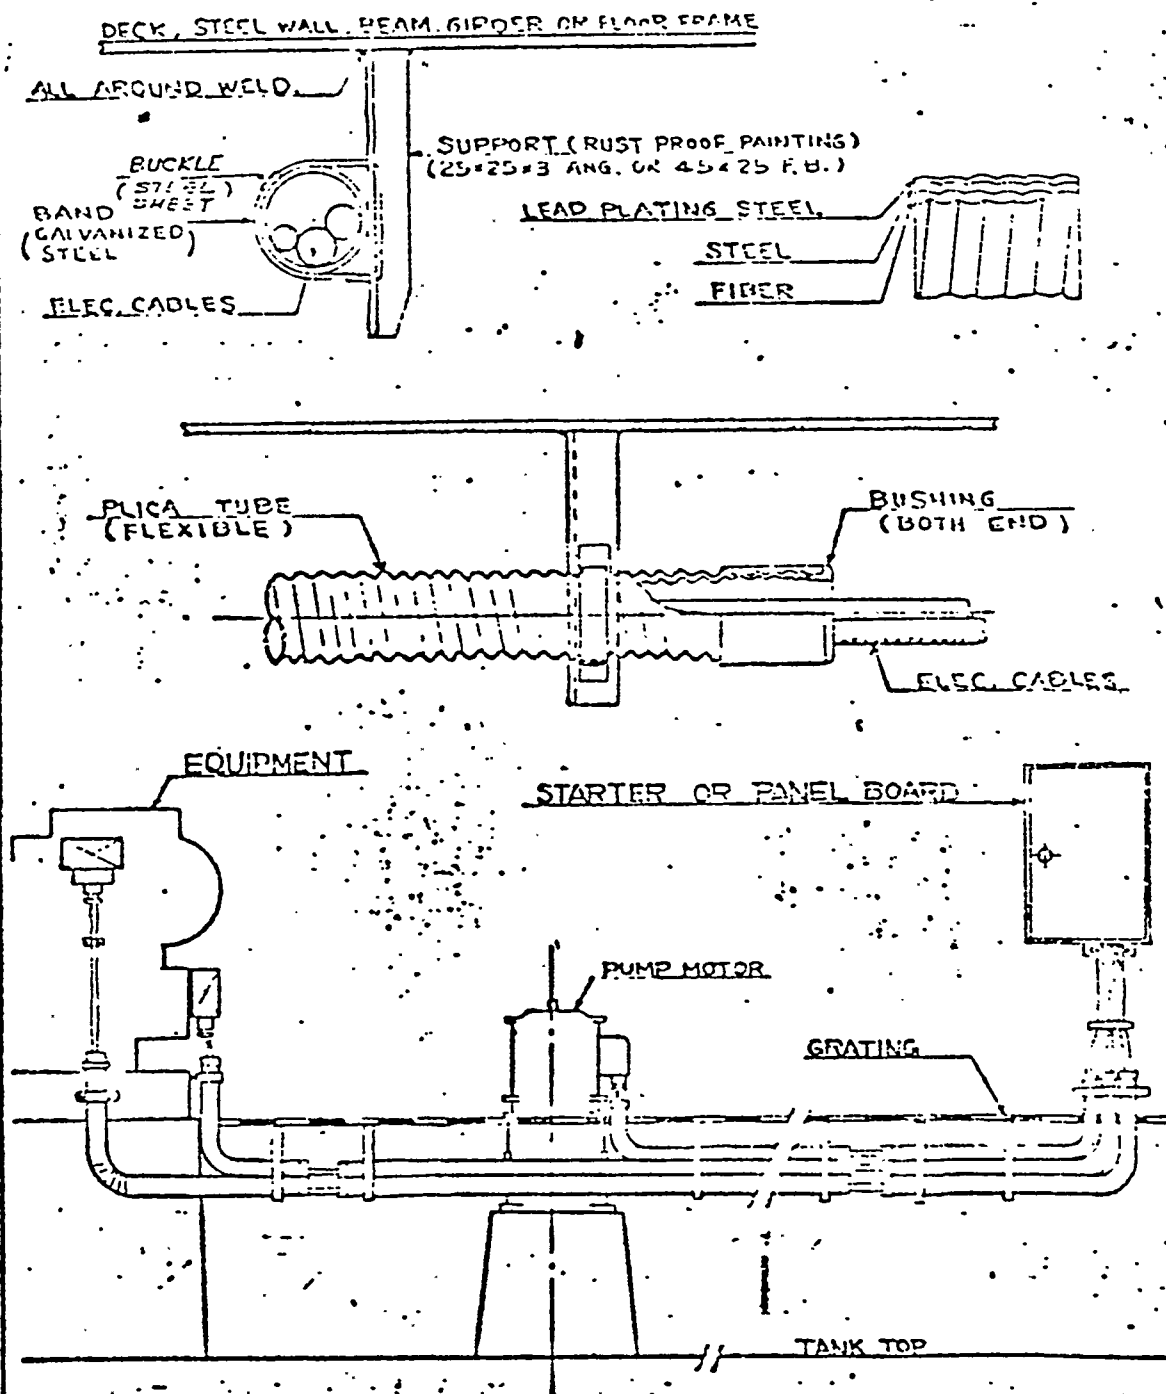 DECK, STEEL WALL, BEAM, GIRDER OR FLOOR FRAME
ALL AROUND WELD.
SUPPORT (RUST PROOF PAINTING)
(25×25×3 ANG. OR 4.5×25 F.B.)
BUCKLE
(STEEL)
SHEET
BAND
(GALVANIZED)
STEEL
ELEC. CABLES
LEAD PLATING STEEL
STEEL
FIBER
PLICA TUBE
(FLEXIBLE)
BUSHING
(BOTH END)
ELEC. CABLES
EQUIPMENT
STARTER OR PANEL BOARD
PUMP MOTOR
GRATING
TANK TOP